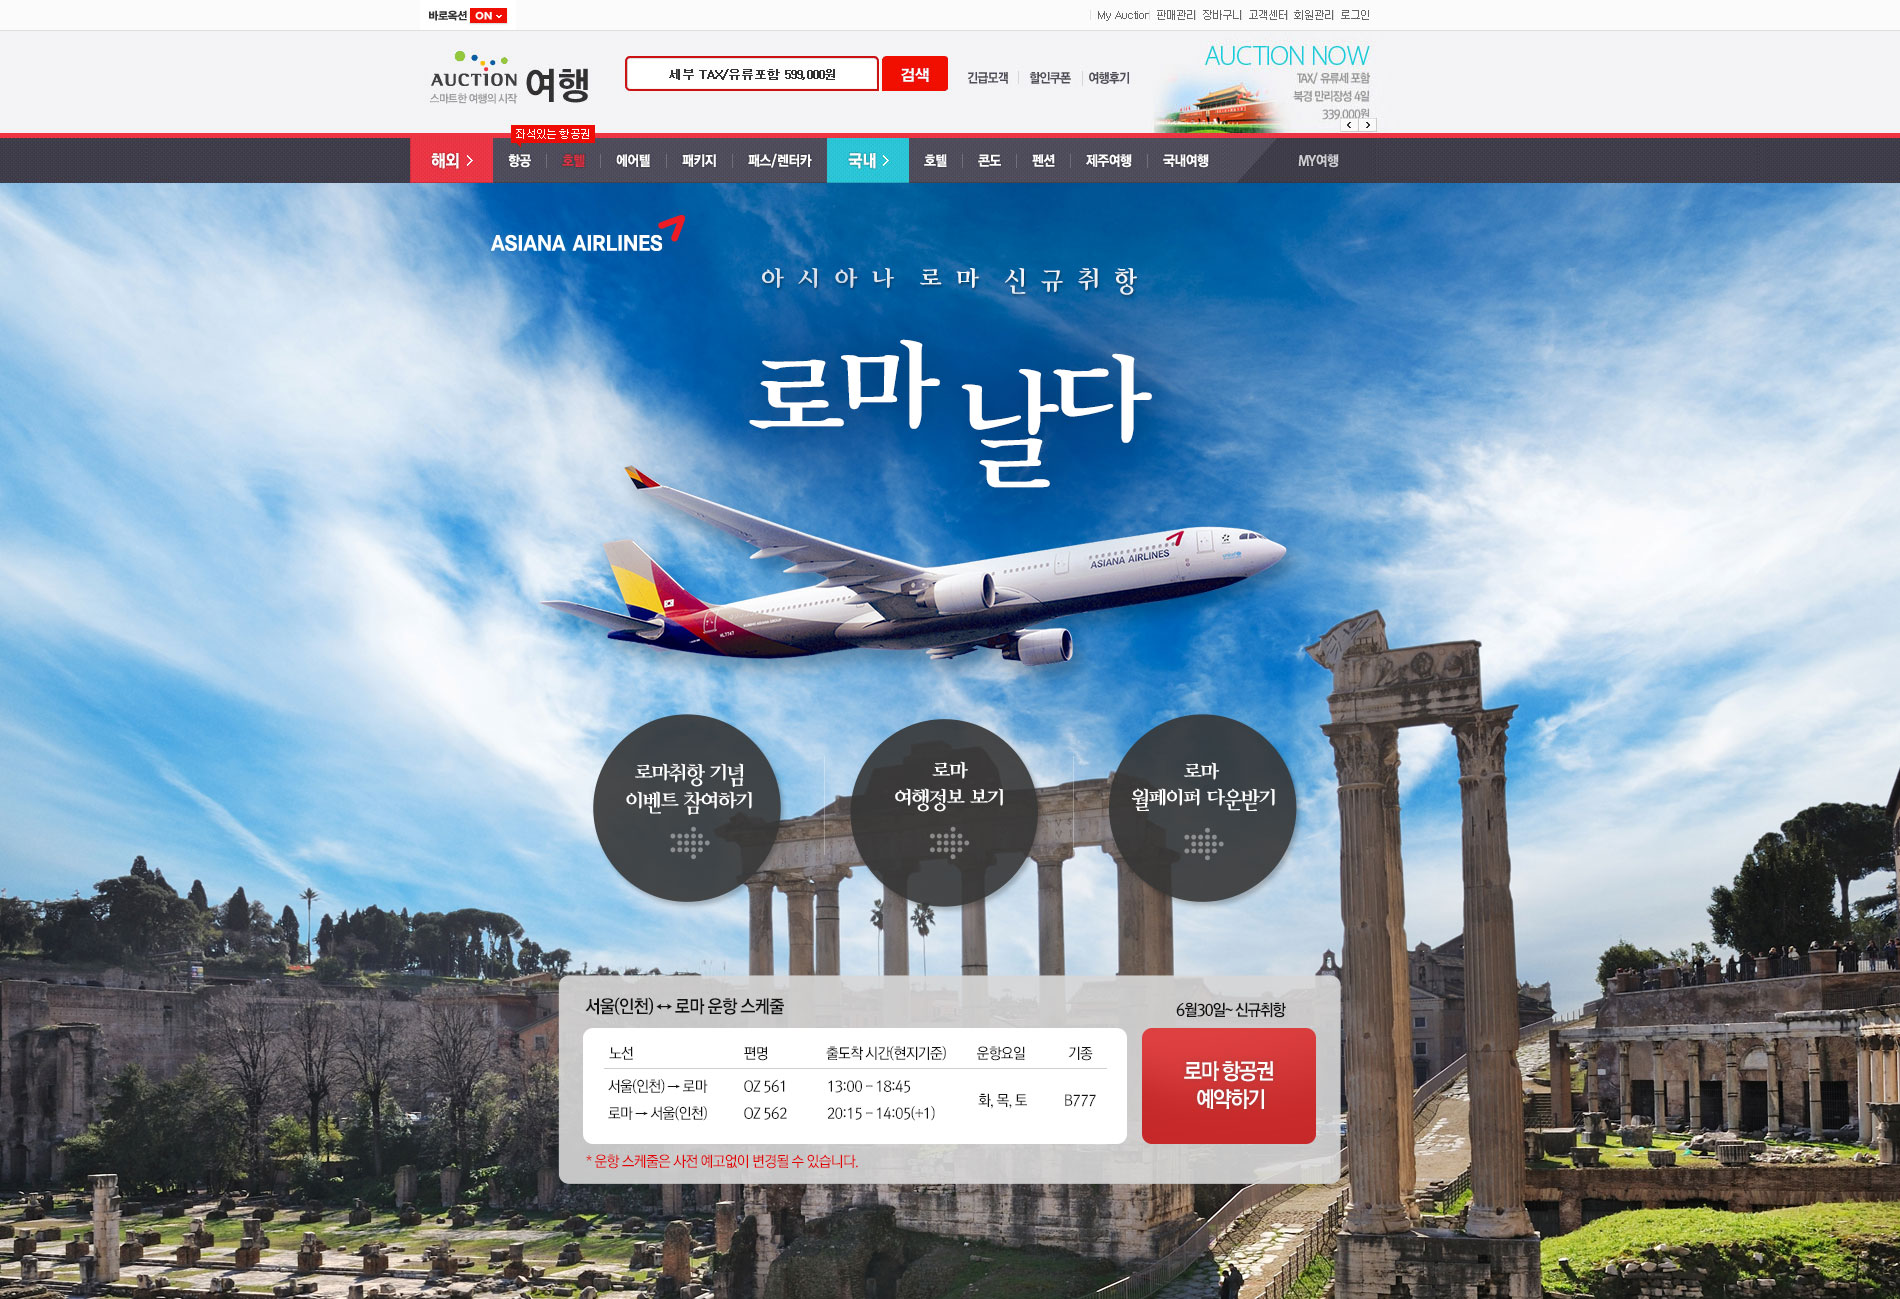 바로옥션 ON
My Auction 판매관리 장바구니 고객센터 회원관리 로그인
AUCTION 여행
스마트한 여행의 시작
세부 TAX/유류포함 599,000원
검색
긴급모객 할인쿠폰 여행후기
AUCTION NOW
TAX/ 유류세 포함
북경 만리장성 4일
339,000원
좌석있는 항공권
해외 항공 호텔 에어텔 패키지 패스/렌터카 국내 호텔 콘도 펜션 제주여행 국내여행 MY여행
ASIANA AIRLINES
아시아나 로마 신규취항
로마 날다
ASIANA AIRLINES
로마취항 기념
이벤트 참여하기
로마
여행정보 보기
로마
월페이퍼 다운받기
서울(인천) ↔ 로마 운항 스케줄
6월30일~ 신규취항
노선 편명 출도착 시간(현지기준) 운항요일 기종
서울(인천) → 로마 OZ 561 13:00 - 18:45
화, 목, 토 B777
로마 → 서울(인천) OZ 562 20:15 - 14:05(+1)
로마 항공권
예약하기
* 운항 스케줄은 사전 예고없이 변경될 수 있습니다.